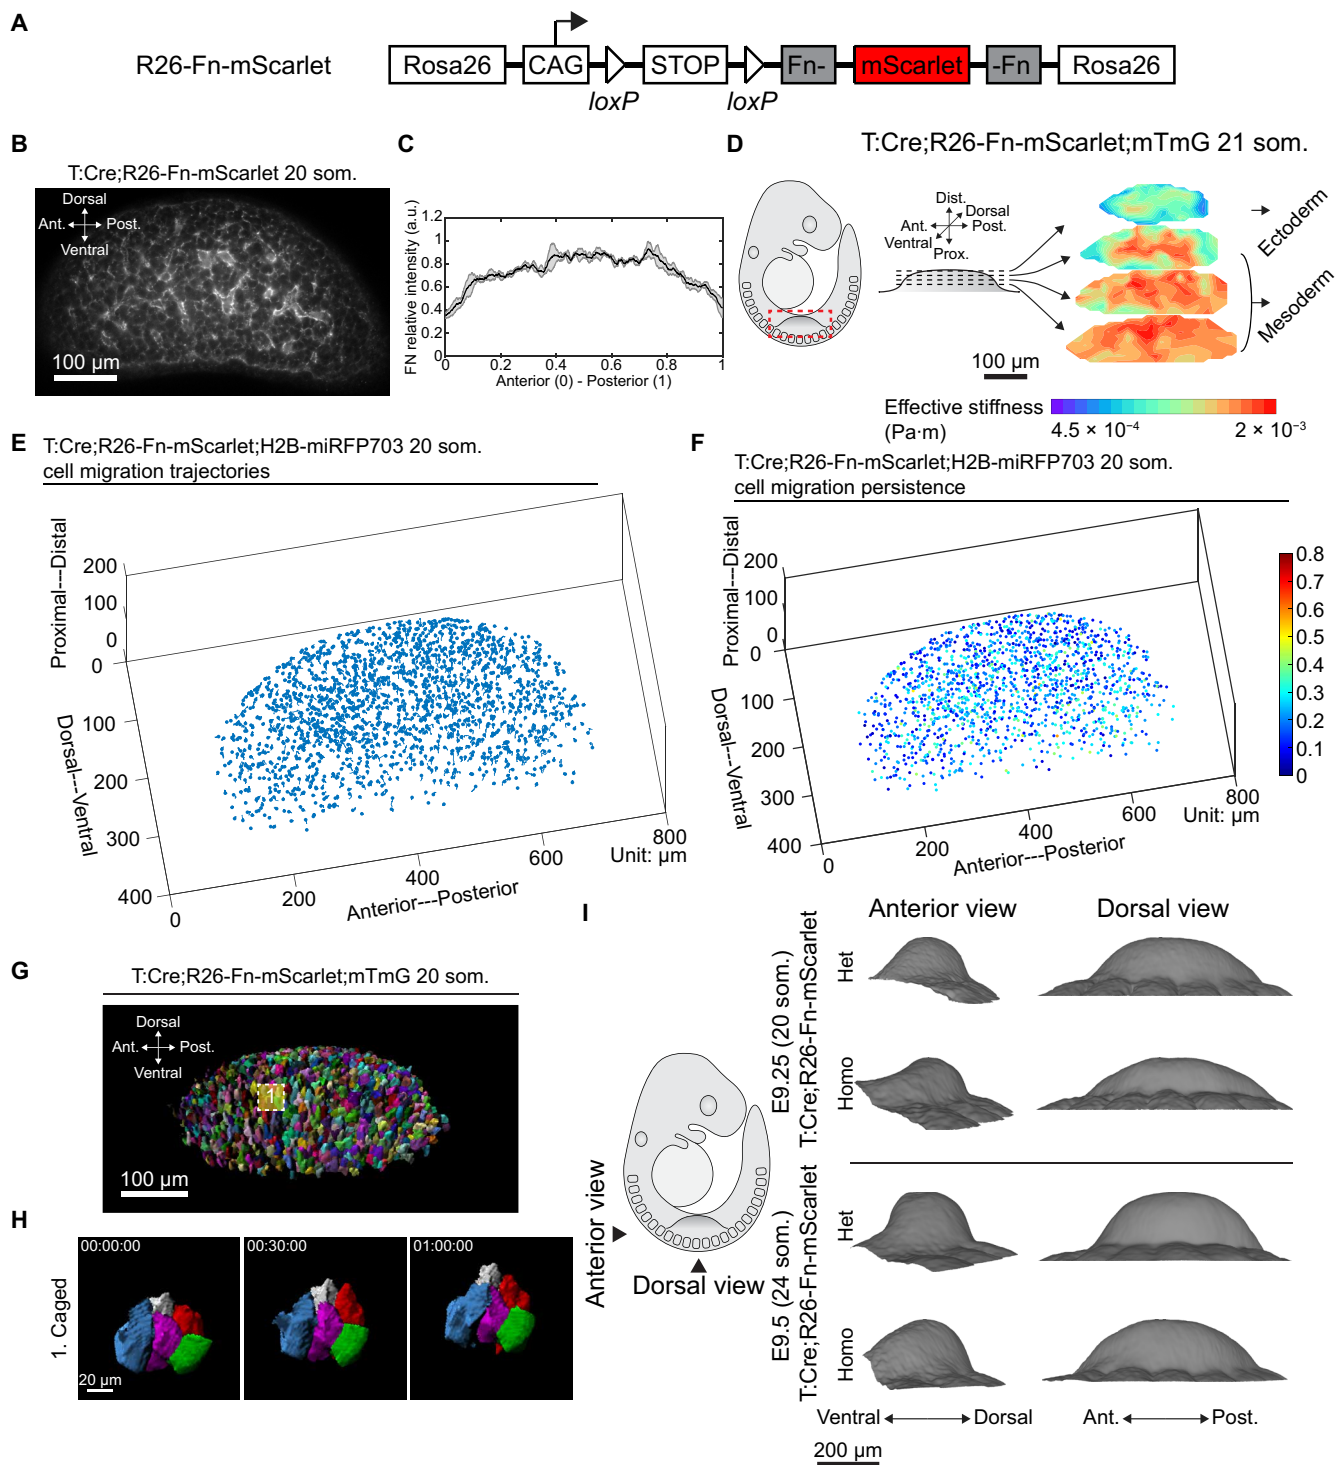 A
R26-Fn-mScarlet
Rosa26 CAG STOP Fn- mScarlet -Fn Rosa26
loxP loxP
B
T:Cre;R26-Fn-mScarlet 20 som.
Dorsal
Ant. Post.
Ventral
100 µm
C
FN relative intensity (a.u.)
1.2
1
0.8
0.6
0.4
0.2
0
0 0.2 0.4 0.6 0.8 1
Anterior (0) - Posterior (1)
D
T:Cre;R26-Fn-mScarlet;mTmG 21 som.
Dist.
Dorsal
Ant. Post.
Ventral
Prox.
Ectoderm
Mesoderm
100 µm
Effective stiffness
(Pa·m)
4.5 × 10⁻⁴ 2 × 10⁻³
E
T:Cre;R26-Fn-mScarlet;H2B-miRFP703 20 som.
cell migration trajectories
Proximal---Distal
200
100
0
0
100
200
300
400
Dorsal---Ventral
0
200
400
600
800
Anterior---Posterior
Unit: µm
F
T:Cre;R26-Fn-mScarlet;H2B-miRFP703 20 som.
cell migration persistence
Proximal---Distal
200
100
0
0
100
200
300
400
Dorsal---Ventral
0
200
400
600
800
Anterior---Posterior
Unit: µm
0.8
0.7
0.6
0.5
0.4
0.3
0.2
0.1
0
G
T:Cre;R26-Fn-mScarlet;mTmG 20 som.
Dorsal
Ant. Post.
Ventral
1
100 µm
H
1. Caged
00:00:00 00:30:00 01:00:00
20 µm
I
Anterior view
Dorsal view
Anterior view Dorsal view
E9.25 (20 som.)
T:Cre;R26-Fn-mScarlet
Het
Homo
E9.5 (24 som.)
T:Cre;R26-Fn-mScarlet
Het
Homo
Ventral Dorsal Ant. Post.
200 µm